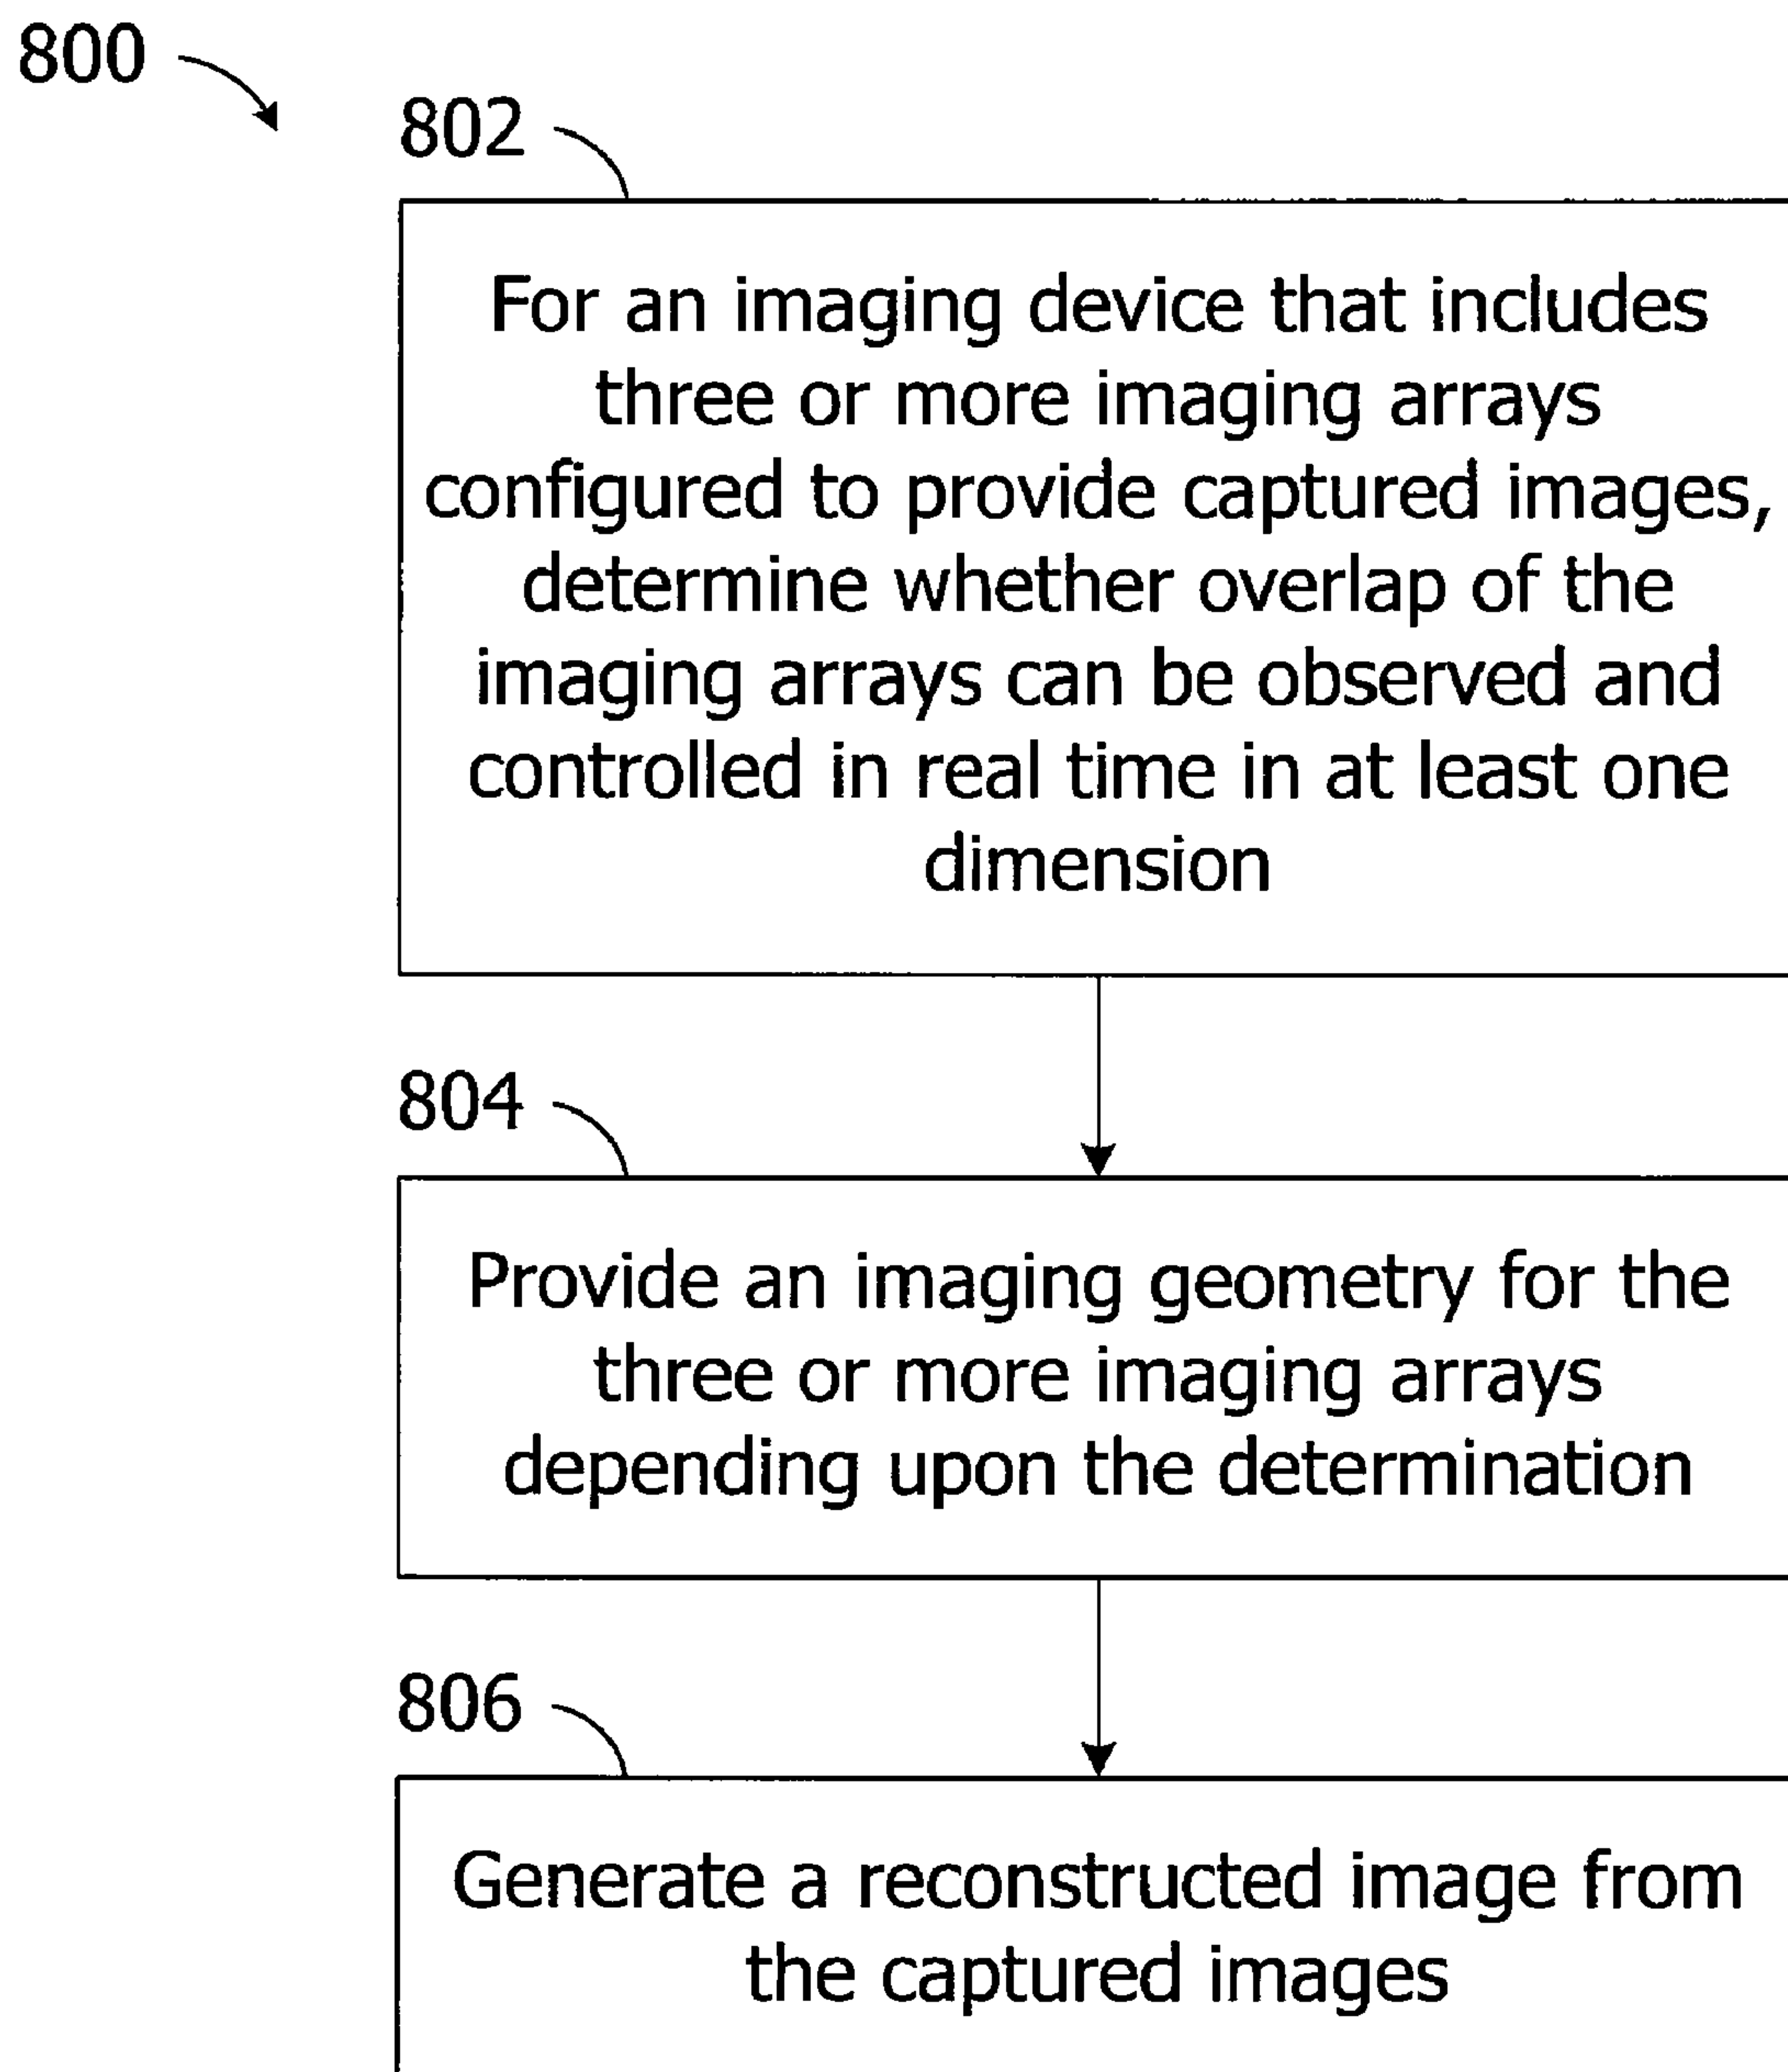 800
802
For an imaging device that includes
three or more imaging arrays
configured to provide captured images,
determine whether overlap of the
imaging arrays can be observed and
controlled in real time in at least one
dimension
804
Provide an imaging geometry for the
three or more imaging arrays
depending upon the determination
806
Generate a reconstructed image from
the captured images